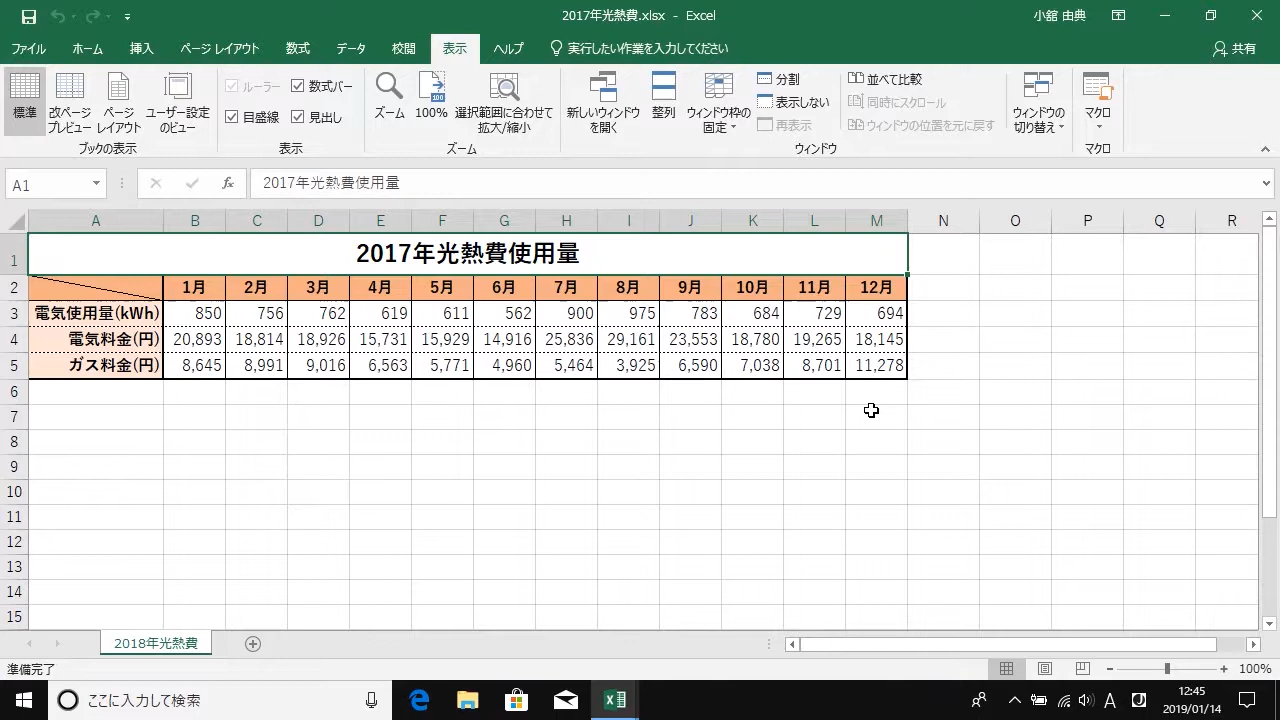 2017年光熱費.xlsx - Excel
小舘 由典
ファイル ホーム 挿入 ページ レイアウト 数式 データ 校閲 表示 ヘルプ 実行したい作業を入力してください 共有
標準
改ページ プレビュー
ページ レイアウト
ユーザー設定 のビュー
ブックの表示
ルーラー 数式バー
目盛線 見出し
表示
ズーム
100
100%
選択範囲に合わせて 拡大/縮小
ズーム
新しいウィンドウ を開く
整列
ウィンドウ枠の 固定
分割
表示しない
再表示
並べて比較
同時にスクロール
ウィンドウの位置を元に戻す
ウィンドウの 切り替え
ウィンドウ
マクロ
マクロ
A1 fx 2017年光熱費使用量
A B C D E F G H I J K L M N O P Q R
1 2017年光熱費使用量
2 1月 2月 3月 4月 5月 6月 7月 8月 9月 10月 11月 12月
3 電気使用量(kWh) 850 756 762 619 611 562 900 975 783 684 729 694
4 電気料金(円) 20,893 18,814 18,926 15,731 15,929 14,916 25,836 29,161 23,553 18,780 19,265 18,145
5 ガス料金(円) 8,645 8,991 9,016 6,563 5,771 4,960 5,464 3,925 6,590 7,038 8,701 11,278
6
7
8
9
10
11
12
13
14
15
2018年光熱費
準備完了 100%
ここに入力して検索
A J 12:45
2019/01/14